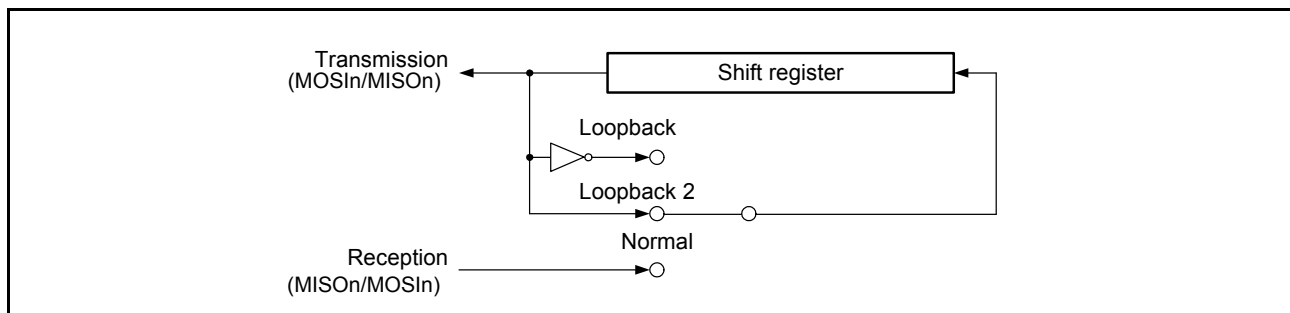 Transmission
(MOSIn/MISOn)
Shift register
Loopback
Loopback 2
Normal
Reception
(MISOn/MOSIn)